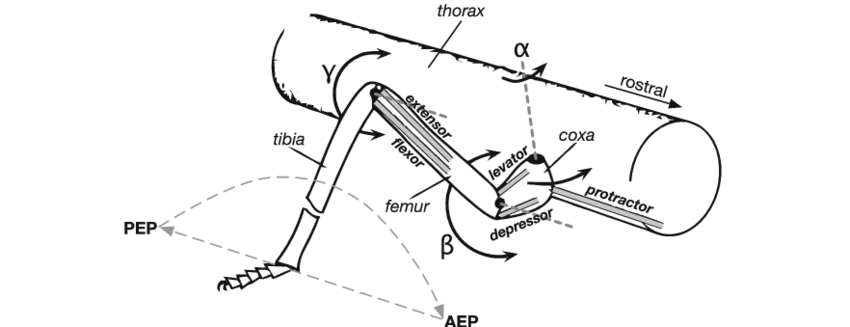 thorax
α
γ
rostral
extensor
coxa
tibia
levator
flexor
protractor
femur
depressor
PEP
β
AEP